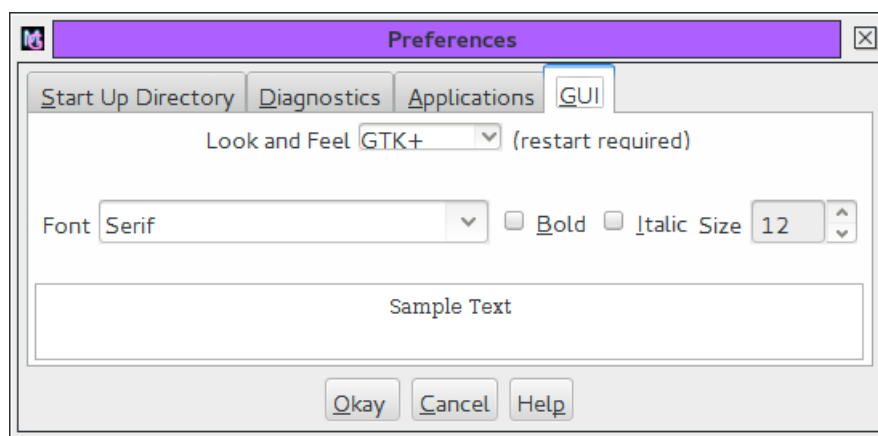 Preferences
Start Up Directory Diagnostics Applications GUI
Look and Feel GTK+ (restart required)
Font Serif Bold Italic Size 12
Sample Text
Okay Cancel Help